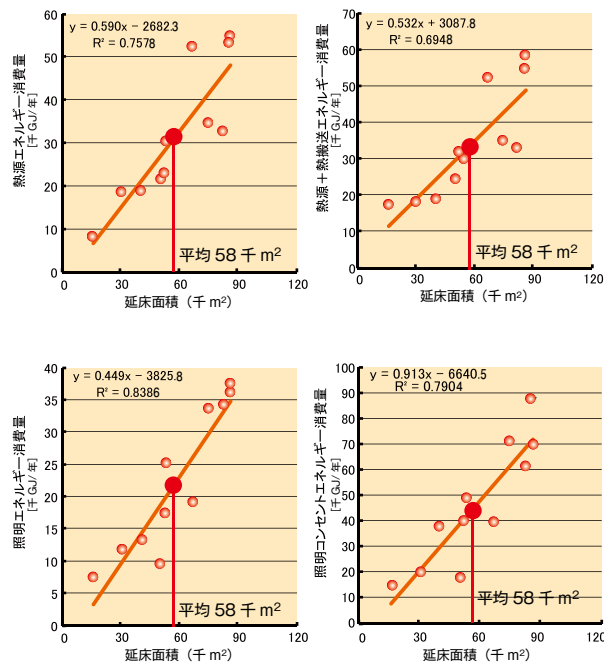 y = 0.590x − 2682.3
R² = 0.7578
熱源エネルギー消費量
[千GJ/年]
60
50
40
30
20
10
0
平均 58 千 m²
0 30 60 90 120
延床面積（千 m²）
y = 0.532x + 3087.8
R² = 0.6948
熱源＋熱搬送エネルギー消費量
[千GJ/年]
70
60
50
40
30
20
10
0
平均 58 千 m²
0 30 60 90 120
延床面積（千 m²）
y = 0.449x − 3825.8
R² = 0.8386
照明エネルギー消費量
[千GJ/年]
40
35
30
25
20
15
10
5
0
平均 58 千 m²
0 30 60 90 120
延床面積（千 m²）
y = 0.913x − 6640.5
R² = 0.7904
照明コンセントエネルギー消費量
[千GJ/年]
100
90
80
70
60
50
40
30
20
10
0
平均 58 千 m²
0 30 60 90 120
延床面積（千 m²）